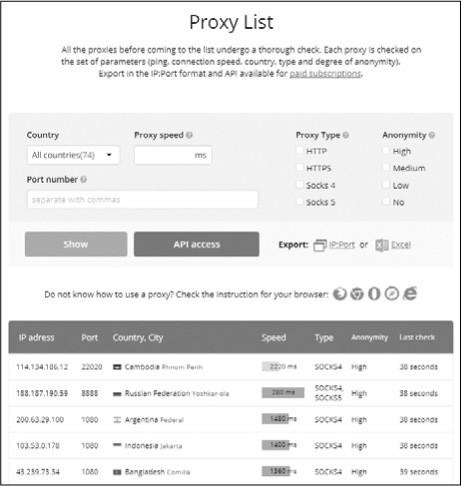 Proxy List
All the proxies before coming to the list undergo a thorough check. Each proxy is checked on
the set of parameters (ping, connection speed, country, type and degree of anonymity).
Export in the IP:Port format and API available for paid subscriptions.
Country Proxy speed Proxy Type Anonymity
All countries(74) ms HTTP High
HTTPS Medium
Port number Socks 4 Low
separate with commas Socks 5 No
Show API access Export: IP:Port or Excel
Do not know how to use a proxy? Check the instruction for your browser:
IP adress Port Country, City Speed Type Anonymity Last check
114.134.186.12 22020 Cambodia Phnom Penh 2220 ms SOCKS4 High 38 seconds
188.187.190.59 8888 Russian Federation Yoshkar-ola 280 ms SOCKS4, SOCKS5 High 38 seconds
200.63.29.100 1080 Argentina Federal 1480 ms SOCKS4 High 38 seconds
103.53.0.178 1080 Indonesia Jakarta 1400 ms SOCKS4 High 38 seconds
43.239.73.34 1080 Bangladesh Comilla 1360 ms SOCKS4 High 39 seconds